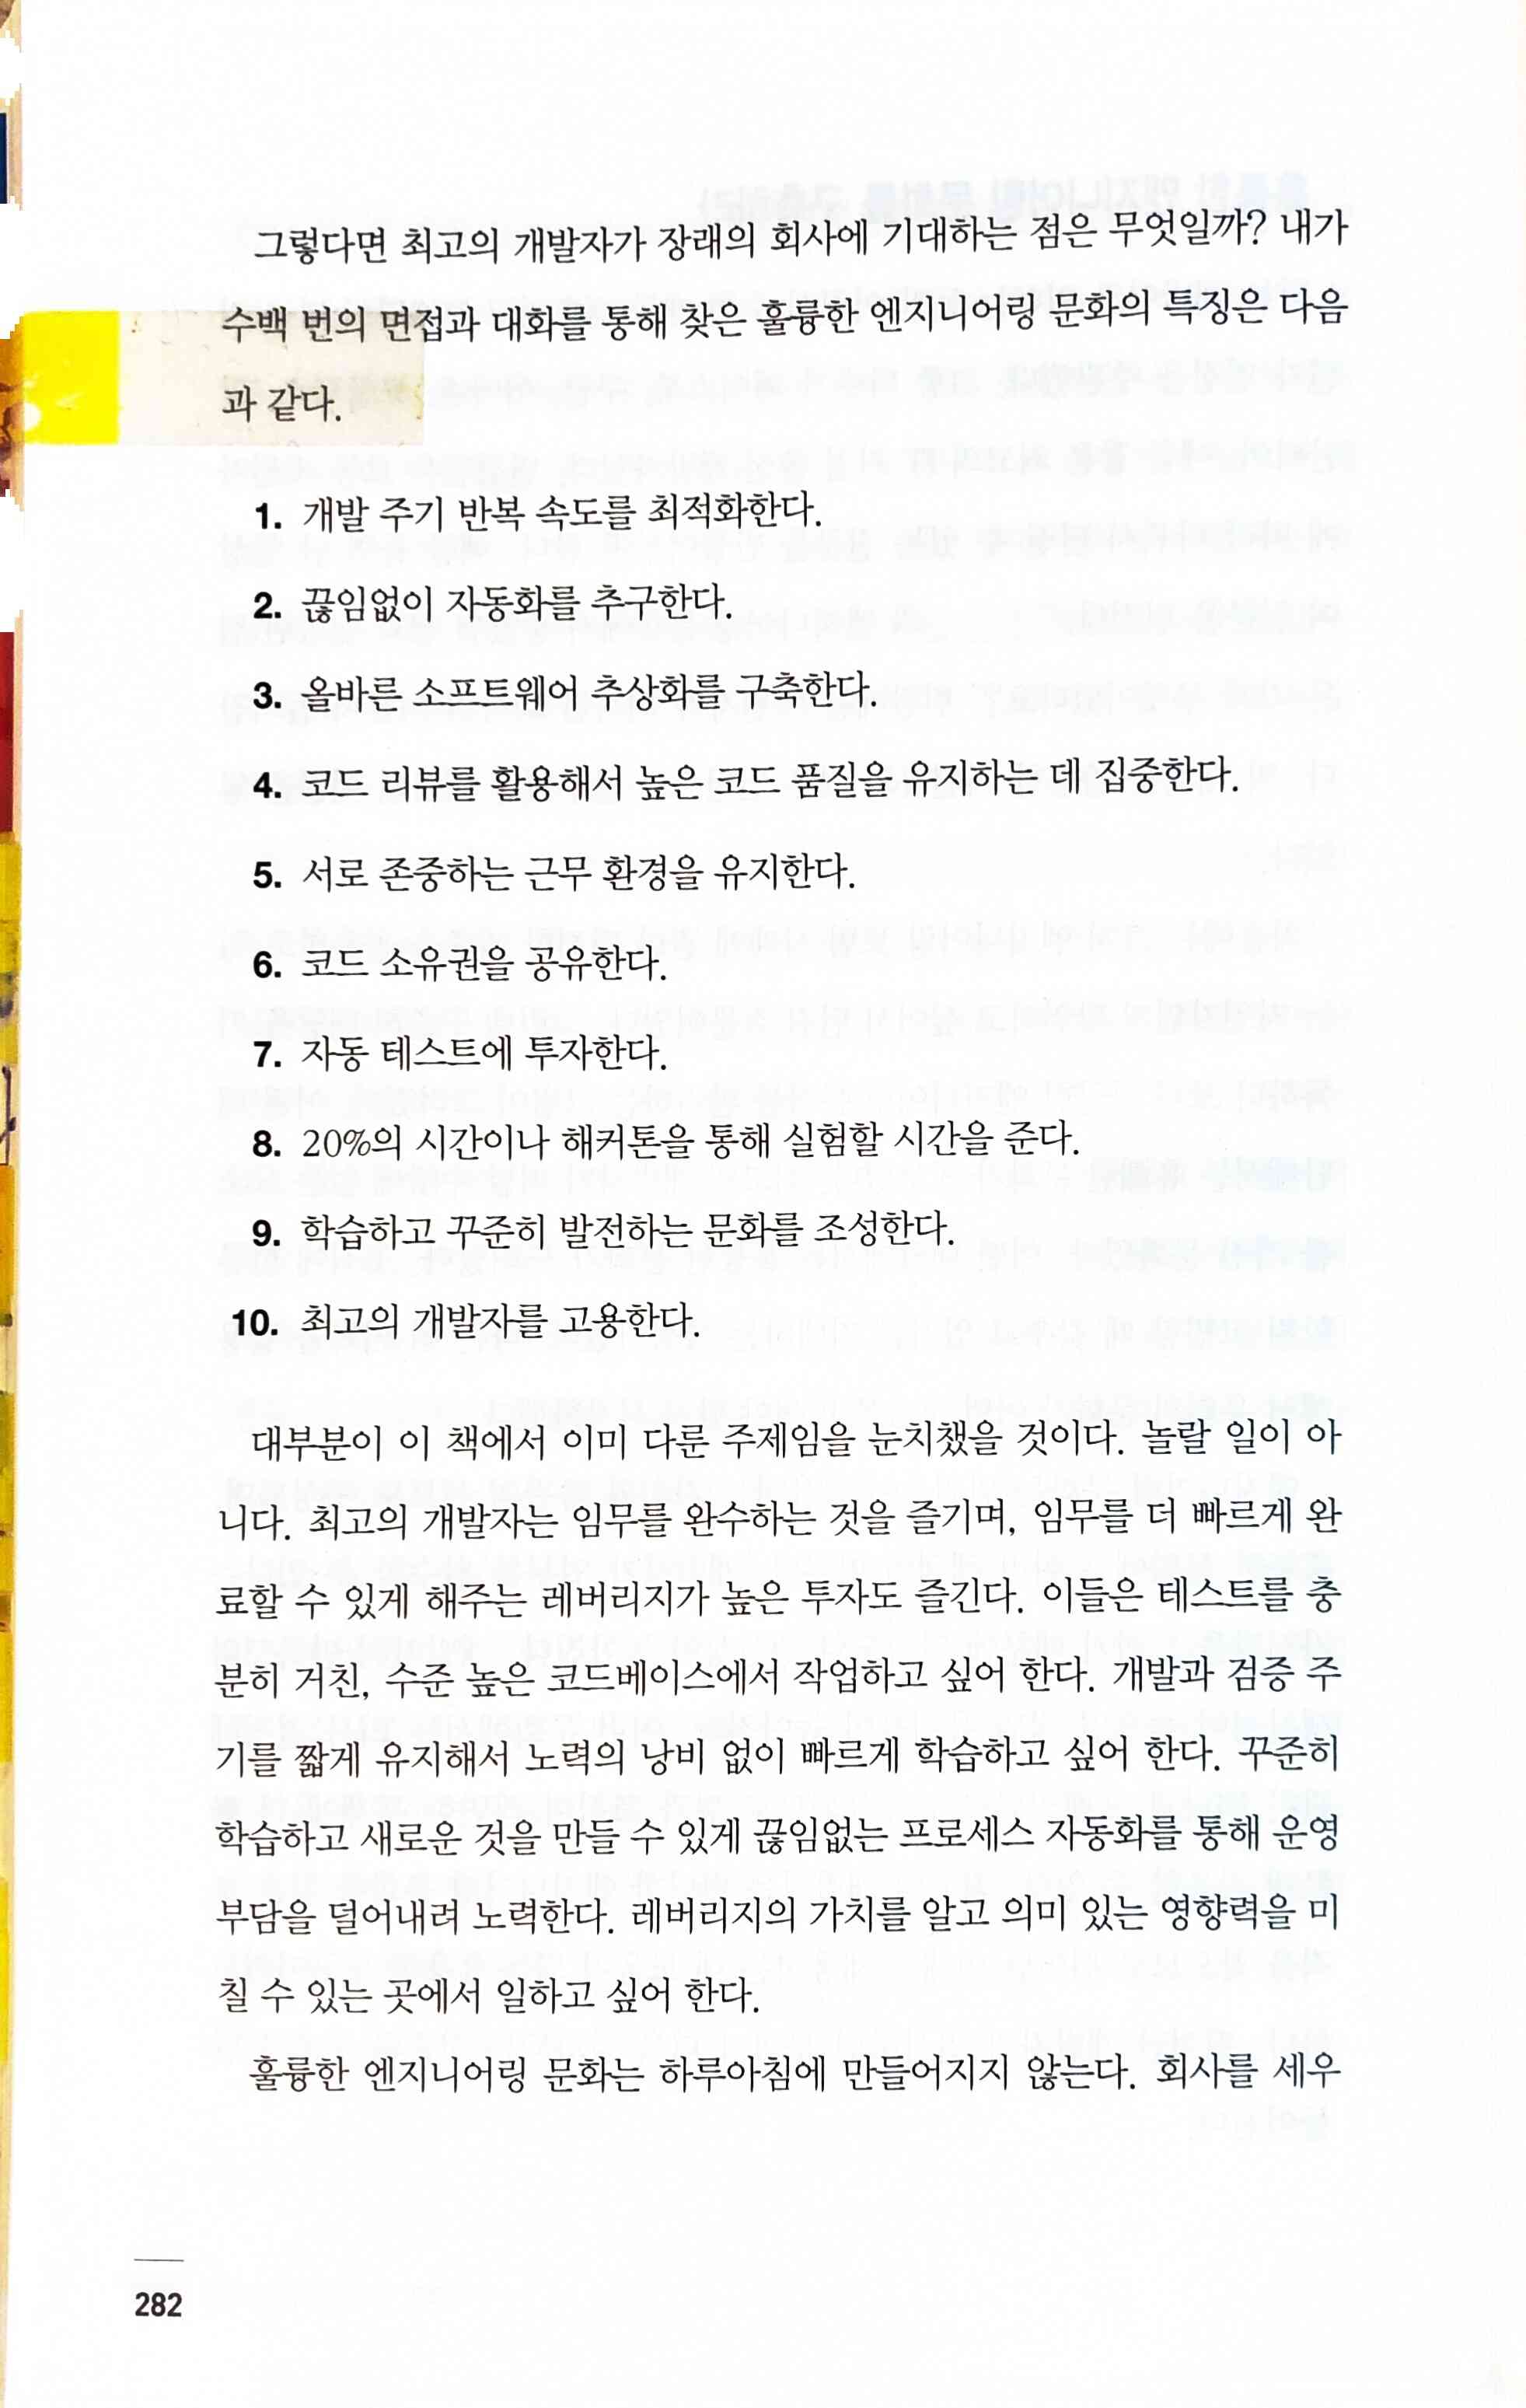 그렇다면 최고의 개발자가 장래의 회사에 기대하는 점은 무엇일까? 내가
수백 번의 면접과 대화를 통해 찾은 훌륭한 엔지니어링 문화의 특징은 다음
과 같다.
1. 개발 주기 반복 속도를 최적화한다.
2. 끊임없이 자동화를 추구한다.
3. 올바른 소프트웨어 추상화를 구축한다.
4. 코드 리뷰를 활용해서 높은 코드 품질을 유지하는 데 집중한다.
5. 서로 존중하는 근무 환경을 유지한다.
6. 코드 소유권을 공유한다.
7. 자동 테스트에 투자한다.
8. 20%의 시간이나 해커톤을 통해 실험할 시간을 준다.
9. 학습하고 꾸준히 발전하는 문화를 조성한다.
10. 최고의 개발자를 고용한다.
대부분이 이 책에서 이미 다룬 주제임을 눈치챘을 것이다. 놀랄 일이 아
니다. 최고의 개발자는 임무를 완수하는 것을 즐기며, 임무를 더 빠르게 완
료할 수 있게 해주는 레버리지가 높은 투자도 즐긴다. 이들은 테스트를 충
분히 거친, 수준 높은 코드베이스에서 작업하고 싶어 한다. 개발과 검증 주
기를 짧게 유지해서 노력의 낭비 없이 빠르게 학습하고 싶어 한다. 꾸준히
학습하고 새로운 것을 만들 수 있게 끊임없는 프로세스 자동화를 통해 운영
부담을 덜어내려 노력한다. 레버리지의 가치를 알고 의미 있는 영향력을 미
칠 수 있는 곳에서 일하고 싶어 한다.
훌륭한 엔지니어링 문화는 하루아침에 만들어지지 않는다. 회사를 세우
282